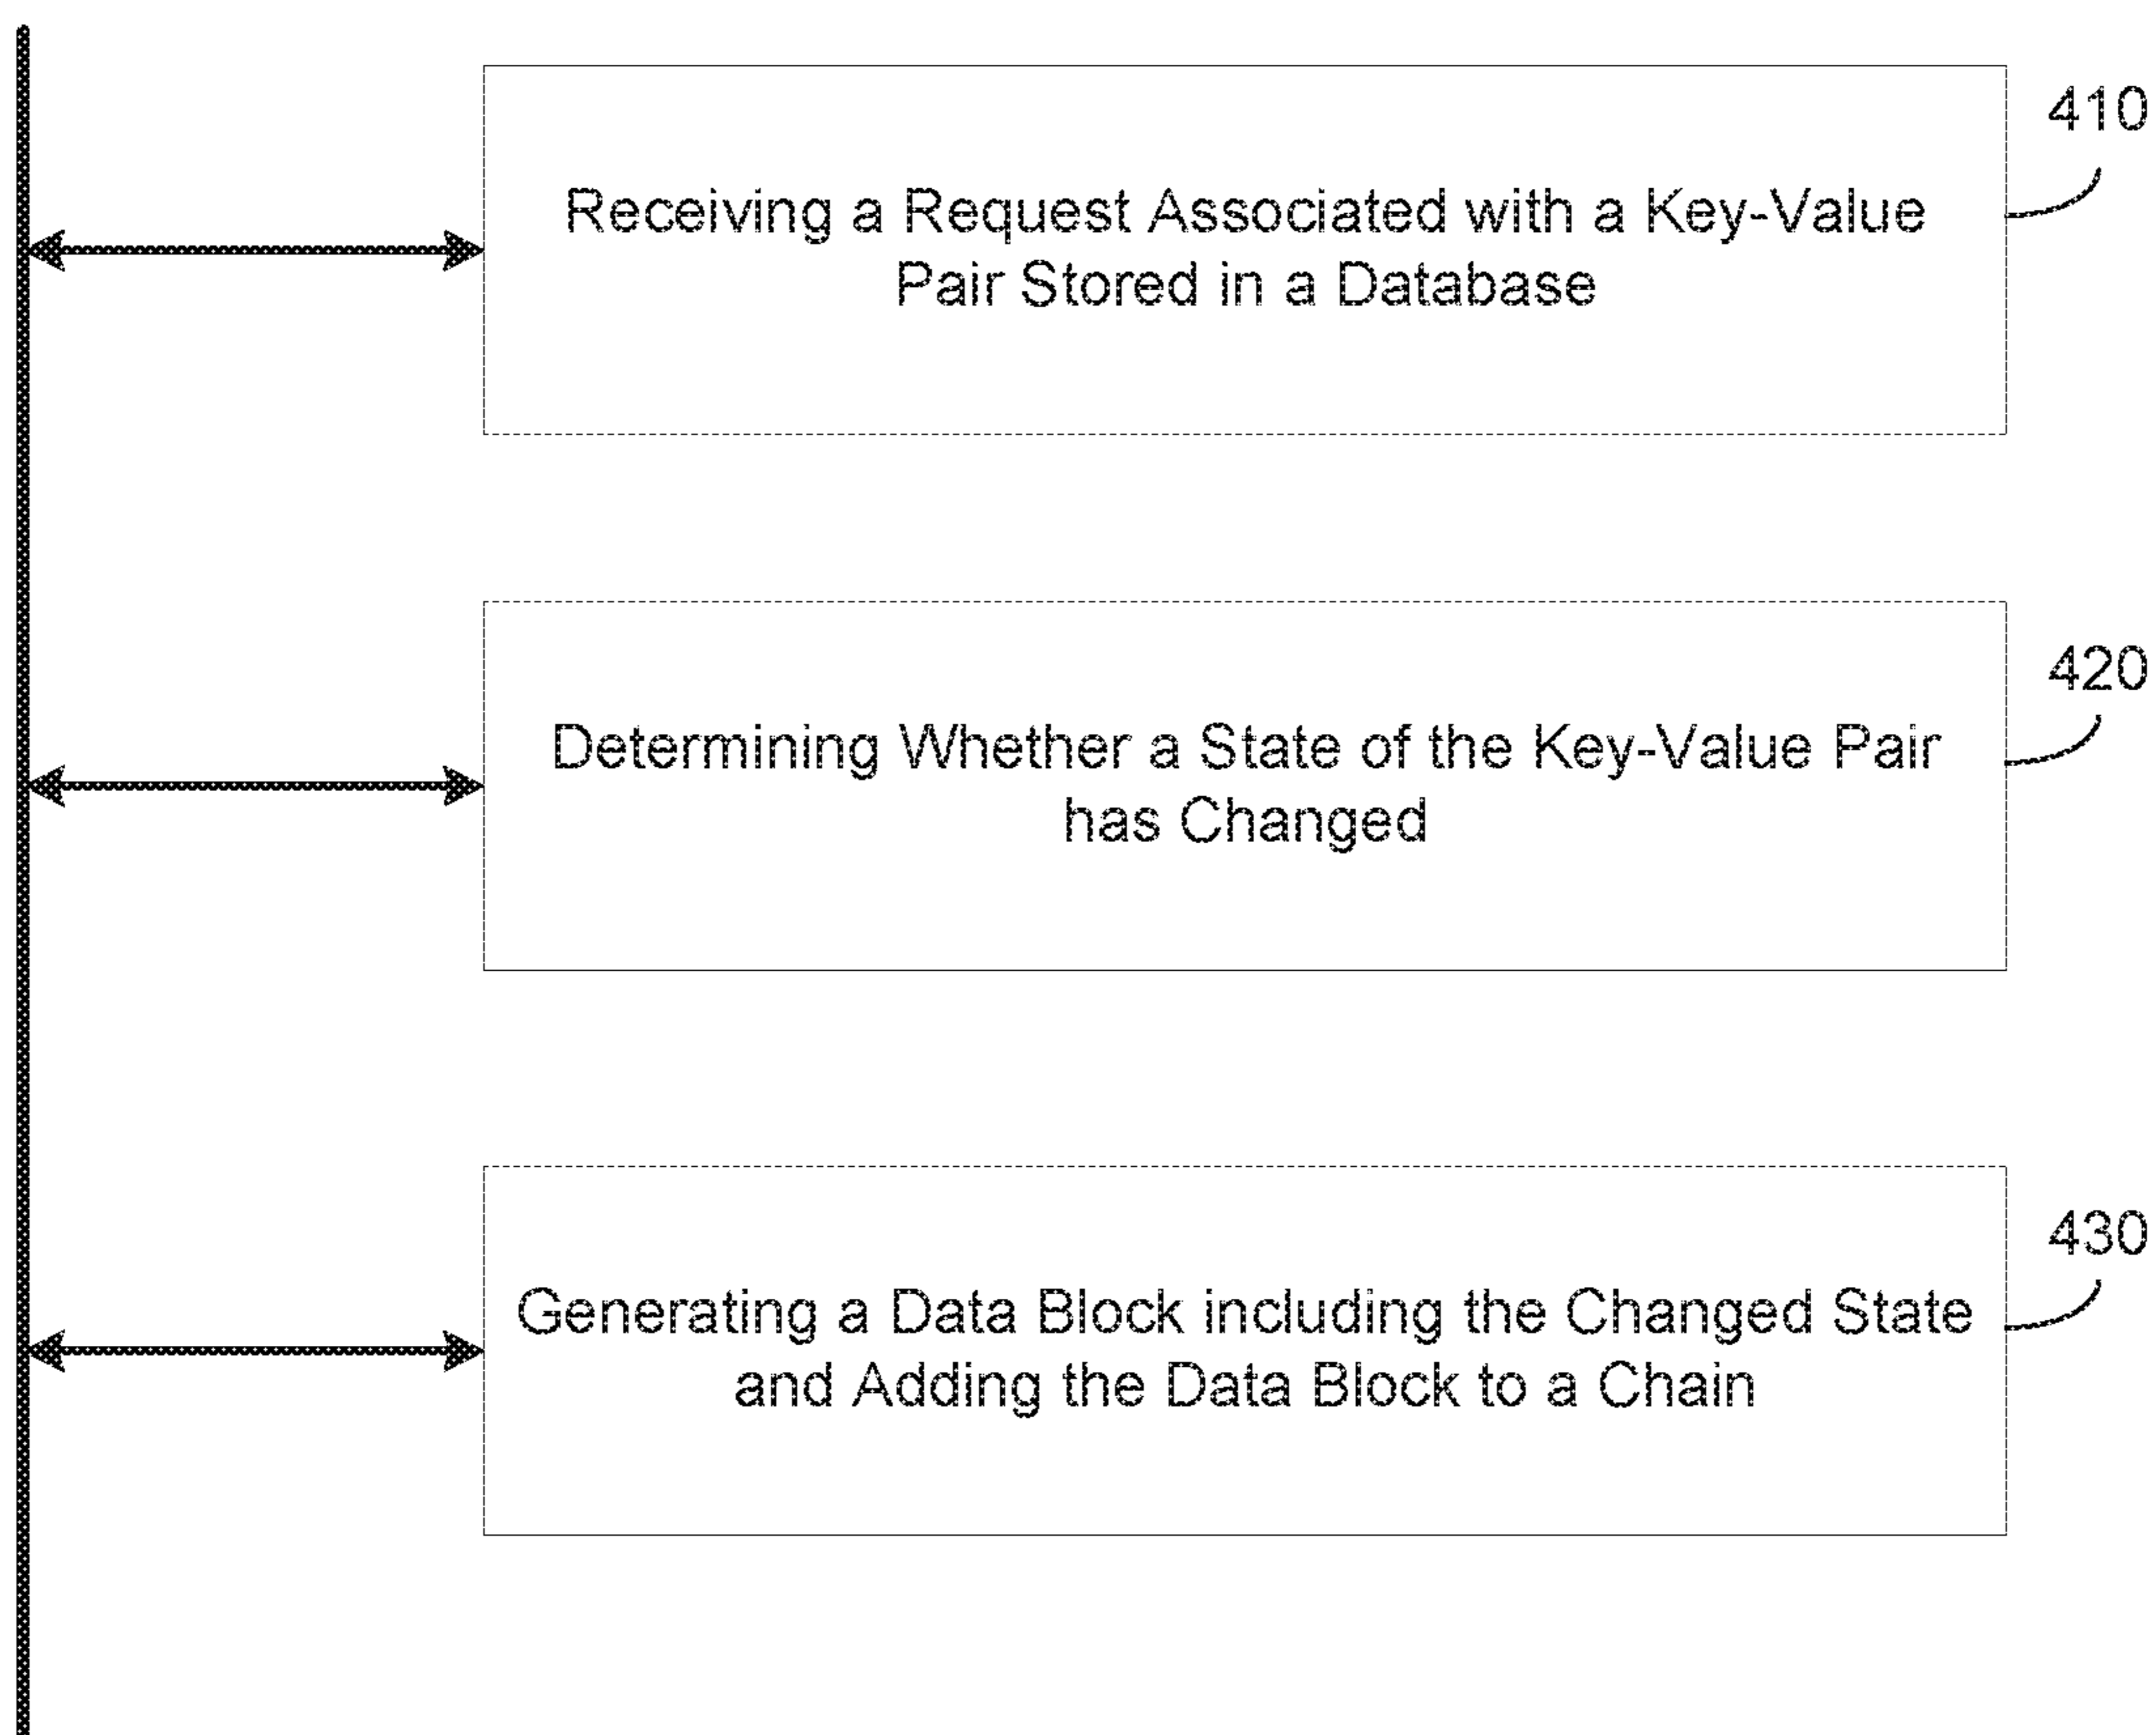 410
Receiving a Request Associated with a Key-Value
Pair Stored in a Database
420
Determining Whether a State of the Key-Value Pair
has Changed
430
Generating a Data Block including the Changed State
and Adding the Data Block to a Chain